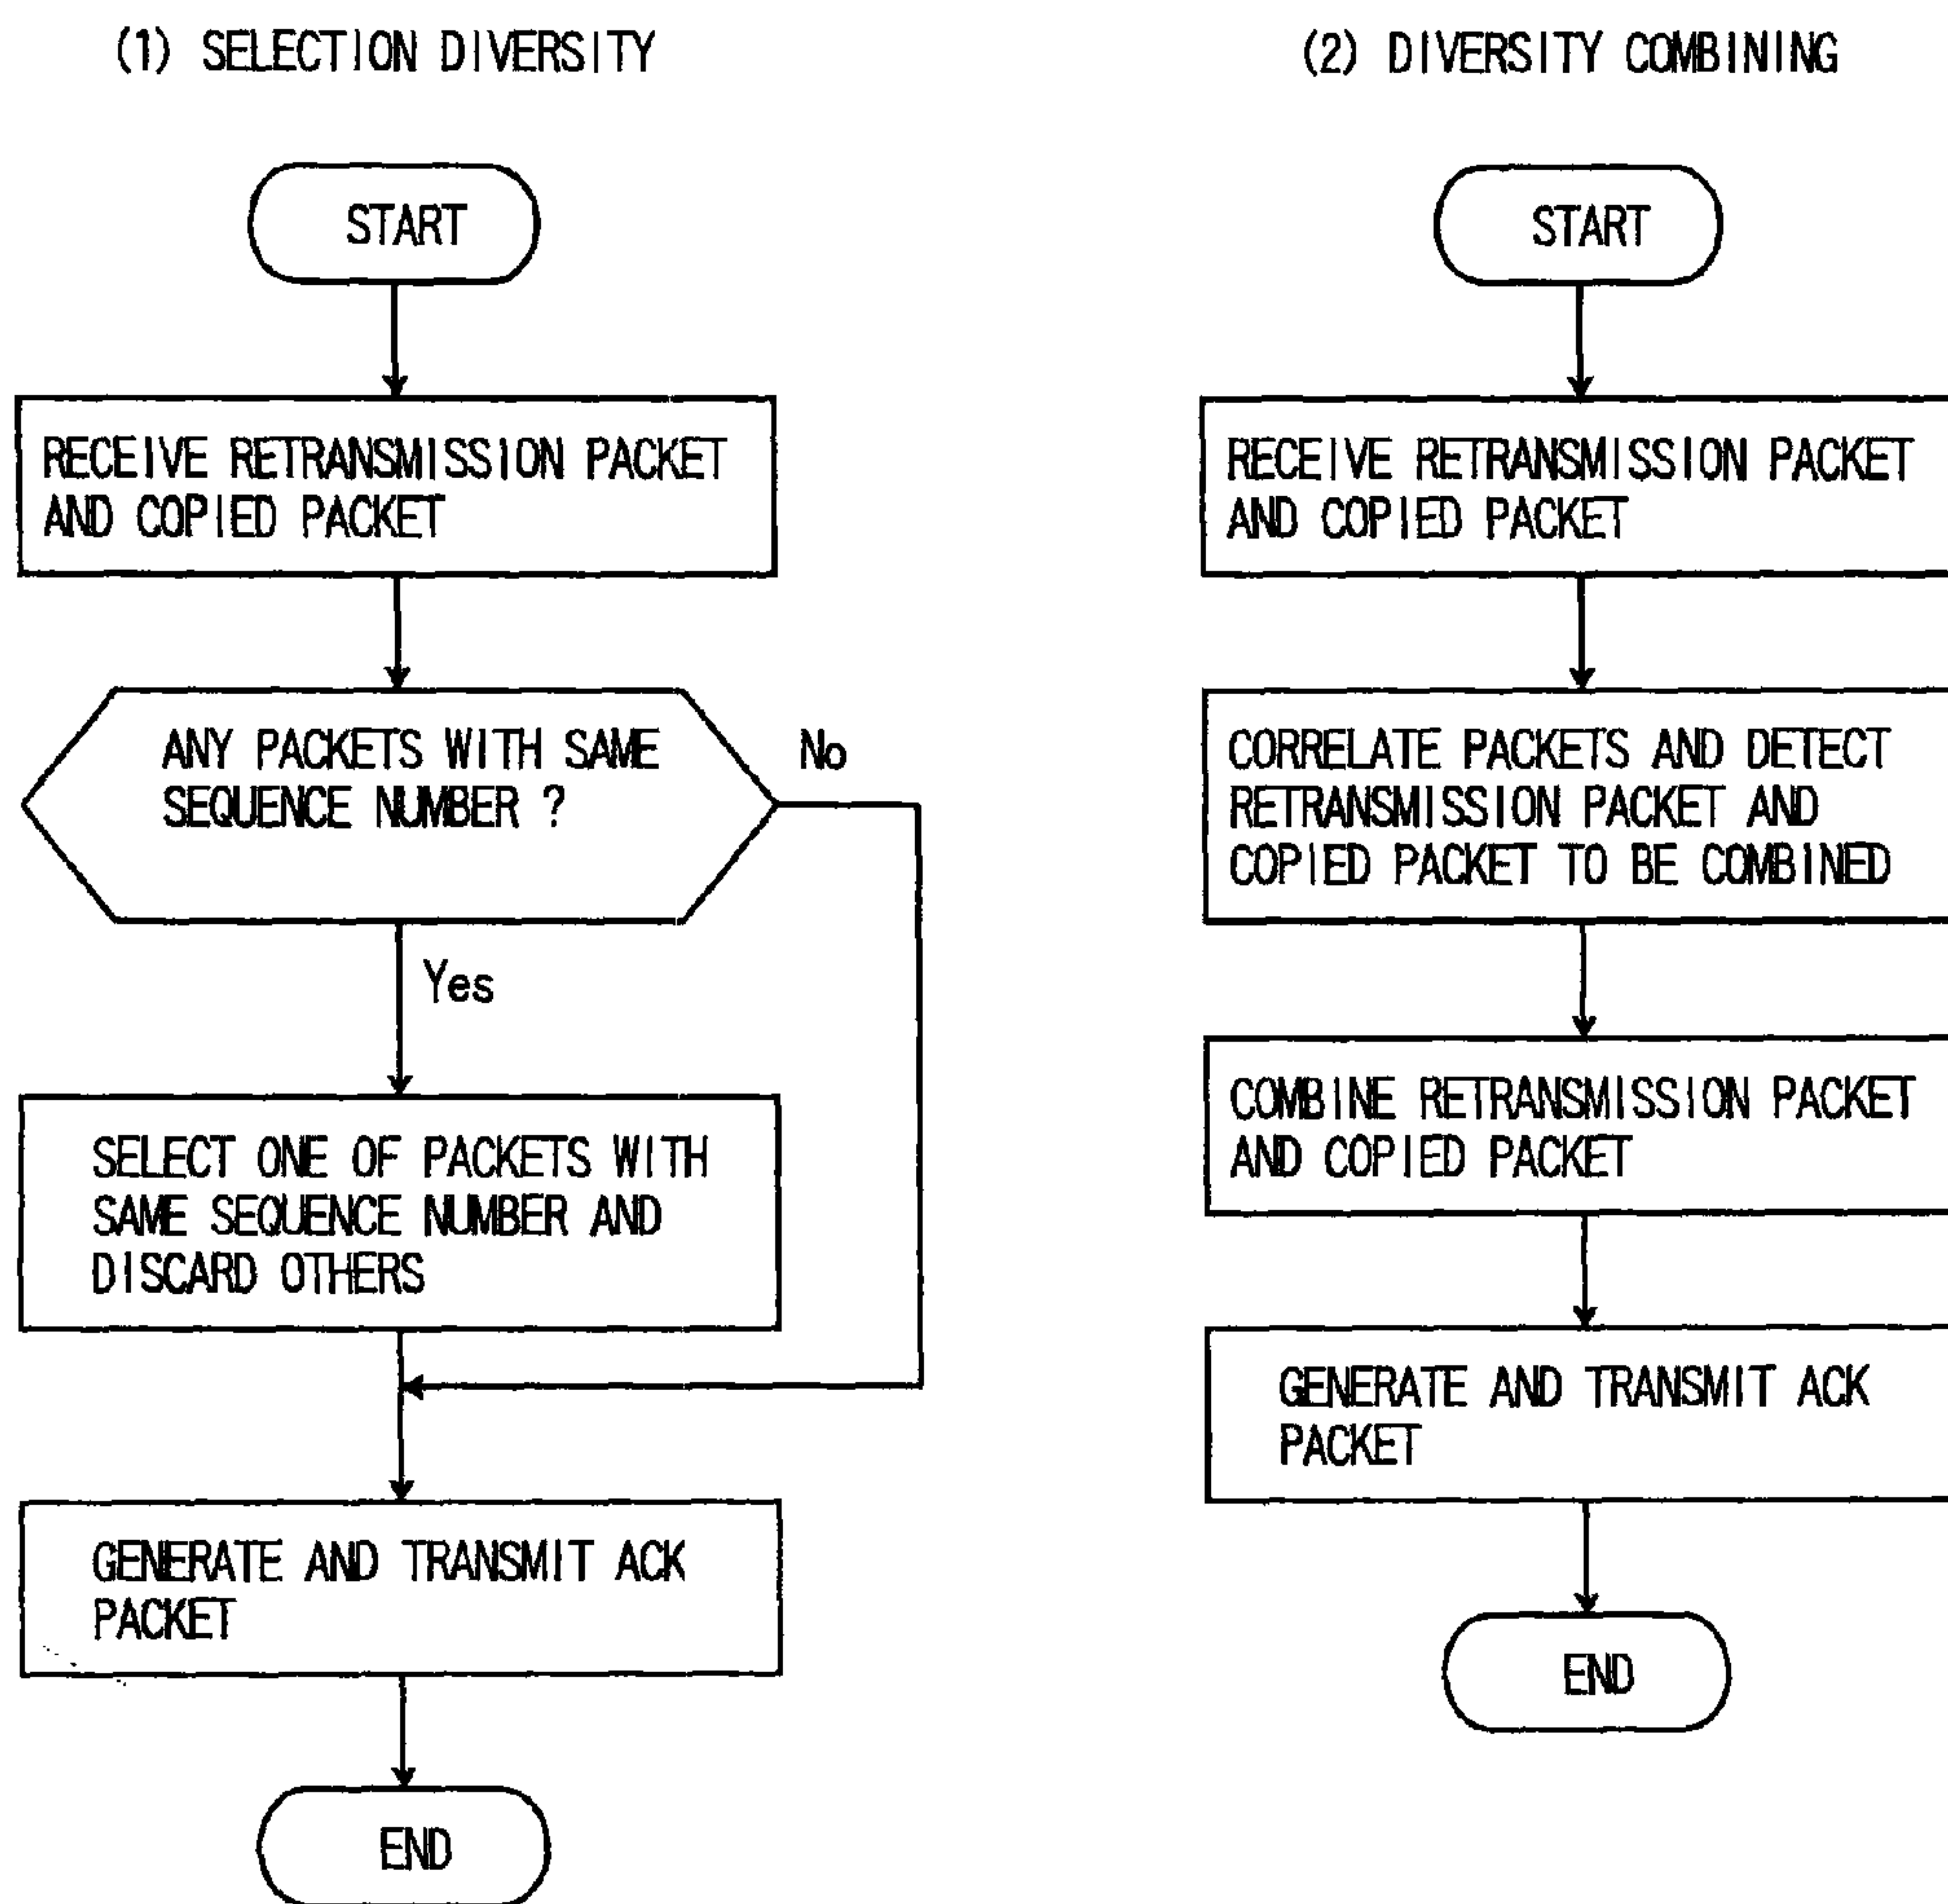 (1) SELECTION DIVERSITY
START
RECEIVE RETRANSMISSION PACKET
AND COPIED PACKET
ANY PACKETS WITH SAME
SEQUENCE NUMBER ?
No
Yes
SELECT ONE OF PACKETS WITH
SAME SEQUENCE NUMBER AND
DISCARD OTHERS
GENERATE AND TRANSMIT ACK
PACKET
END
(2) DIVERSITY COMBINING
START
RECEIVE RETRANSMISSION PACKET
AND COPIED PACKET
CORRELATE PACKETS AND DETECT
RETRANSMISSION PACKET AND
COPIED PACKET TO BE COMBINED
COMBINE RETRANSMISSION PACKET
AND COPIED PACKET
GENERATE AND TRANSMIT ACK
PACKET
END